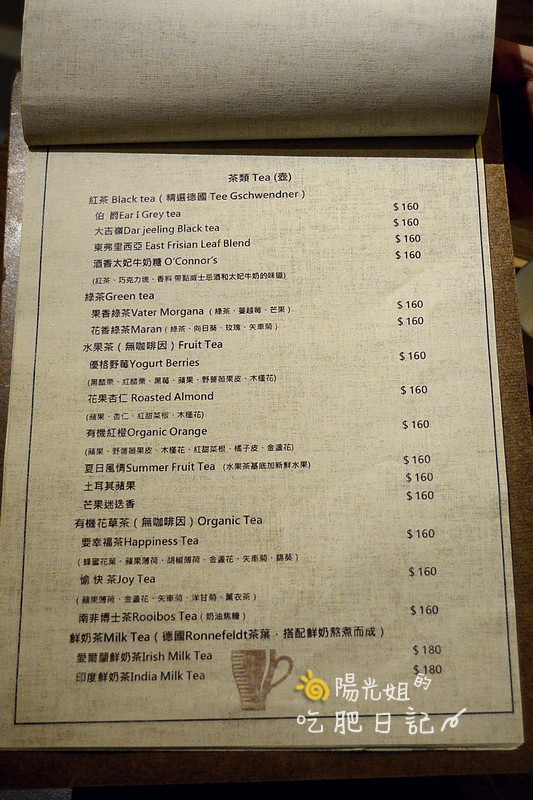 茶類 Tea (壺)
紅茶 Black tea（精選德國 Tee Gschwendner）
伯 爵Ear I Grey tea $160
大吉嶺Dar jeeling Black tea $160
東弗里西亞 East Frisian Leaf Blend $160
酒香太妃牛奶糖 O’Connor’s $160
(紅茶、巧克力塊、香料 帶點威士忌酒和太妃牛奶的味道)
綠茶Green tea
果香綠茶Vater Morgana（綠茶、蔓越莓、芒果） $160
花香綠茶Maran（綠茶、向日葵、玫瑰、矢車菊） $160
水果茶（無咖啡因）Fruit Tea
優格野莓Yogurt Berries $160
(黑醋栗、紅醋栗、黑莓、蘋果、野薔薇果皮、木槿花)
花果杏仁 Roasted Almond $160
(蘋果、杏仁、紅甜菜根、木槿花)
有機紅橙Organic Orange $160
(蘋果、野薔薇果皮、木槿花、紅甜菜根、橘子皮、金盞花)
夏日風情Summer Fruit Tea (水果茶基底加新鮮水果) $160
土耳其蘋果 $160
芒果迷迭香 $160
有機花草茶（無咖啡因）Organic Tea
要幸福茶Happiness Tea $160
（蜂蜜花葉、蘋果薄荷、胡椒薄荷、金盞花、矢車菊、錦葵）
愉 快 茶Joy Tea $160
（蘋果薄荷、金盞花、矢車菊、洋甘菊、薰衣茶）
南非博士茶Rooibos Tea（奶油焦糖） $160
鮮奶茶Milk Tea（德國Ronnefeldt茶葉，搭配鮮奶熬煮而成）
愛爾蘭鮮奶茶Irish Milk Tea $180
印度鮮奶茶India Milk Tea $180
陽光姐的
吃肥日記